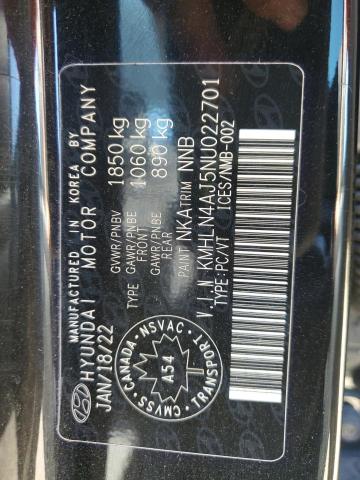 MANUFACTURED IN KOREA BY
HYUNDAI MOTOR COMPANY
JAN/18/22
GVWR/PNBV 1850 kg
TYPE GAWR/PNBE FRONT 1060 kg
GAWR/PNBE REAR 890 kg
PAINT NKA TRIM NNB
V.I.N KMHLN4AJ5NU022701
TYPE:PC/VT ICES/NMB-002
CANADA · NSVAC · TRANSPORT · CMVSS
A54